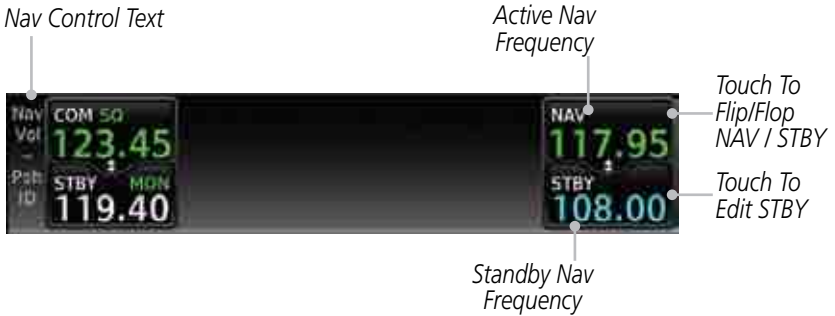 Nav Control Text
Active Nav
Frequency
Touch To
Flip/Flop
NAV / STBY
Touch To
Edit STBY
Standby Nav
Frequency
Nav
Vol
Psh
ID
COM SQ
123.45
STBY MON
119.40
NAV
117.95
STBY
108.00